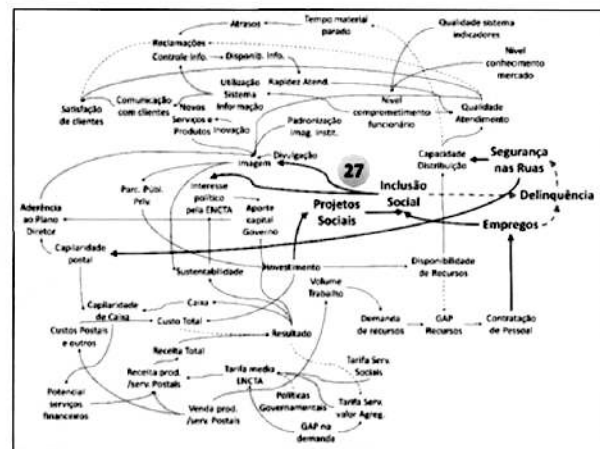 Atrasos
Tempo material
parado
Qualidade sistema
indicadores
Reclamações
Controle Info.
Disponib. Info.
Nível
conhecimento
mercado
Utilização
Sistema
Informação
Rapidez Atend.
Satisfação
de clientes
Comunicação
com clientes
Novos
Serviços e
Produtos
Inovação
Padronização
Imag. Instit.
Nível
comprometimento
funcionário
Qualidade
Atendimento
Divulgação
Imagem
27
Capacidade
Distribuição
Segurança
nas Ruas
Parc. Públ.
Priv.
Interesse
político
pela ENCTA
Inclusão
Social
Delinquência
Aderência
ao Plano
Diretor
Aporte
capital
Governo
Projetos
Sociais
Empregos
Capilaridade
postal
Sustentabilidade
Investimento
Disponibilidade
de Recursos
Volume
Trabalho
Capilaridade
de Caixa
Caixa
Custo Total
Custos Postais
e outros
Resultado
Demanda
de recursos
GAP
Recursos
Contratação
de Pessoal
Receita Total
Receita prod.
/serv. Postais
Tarifa media
ENCTA
Tarifa Serv.
Sociais
Potencial
serviços
financeiros
Políticas
Governamentais
Tarifa Serv.
valor Agreg.
Venda prod.
/serv. Postais
GAP na
demanda